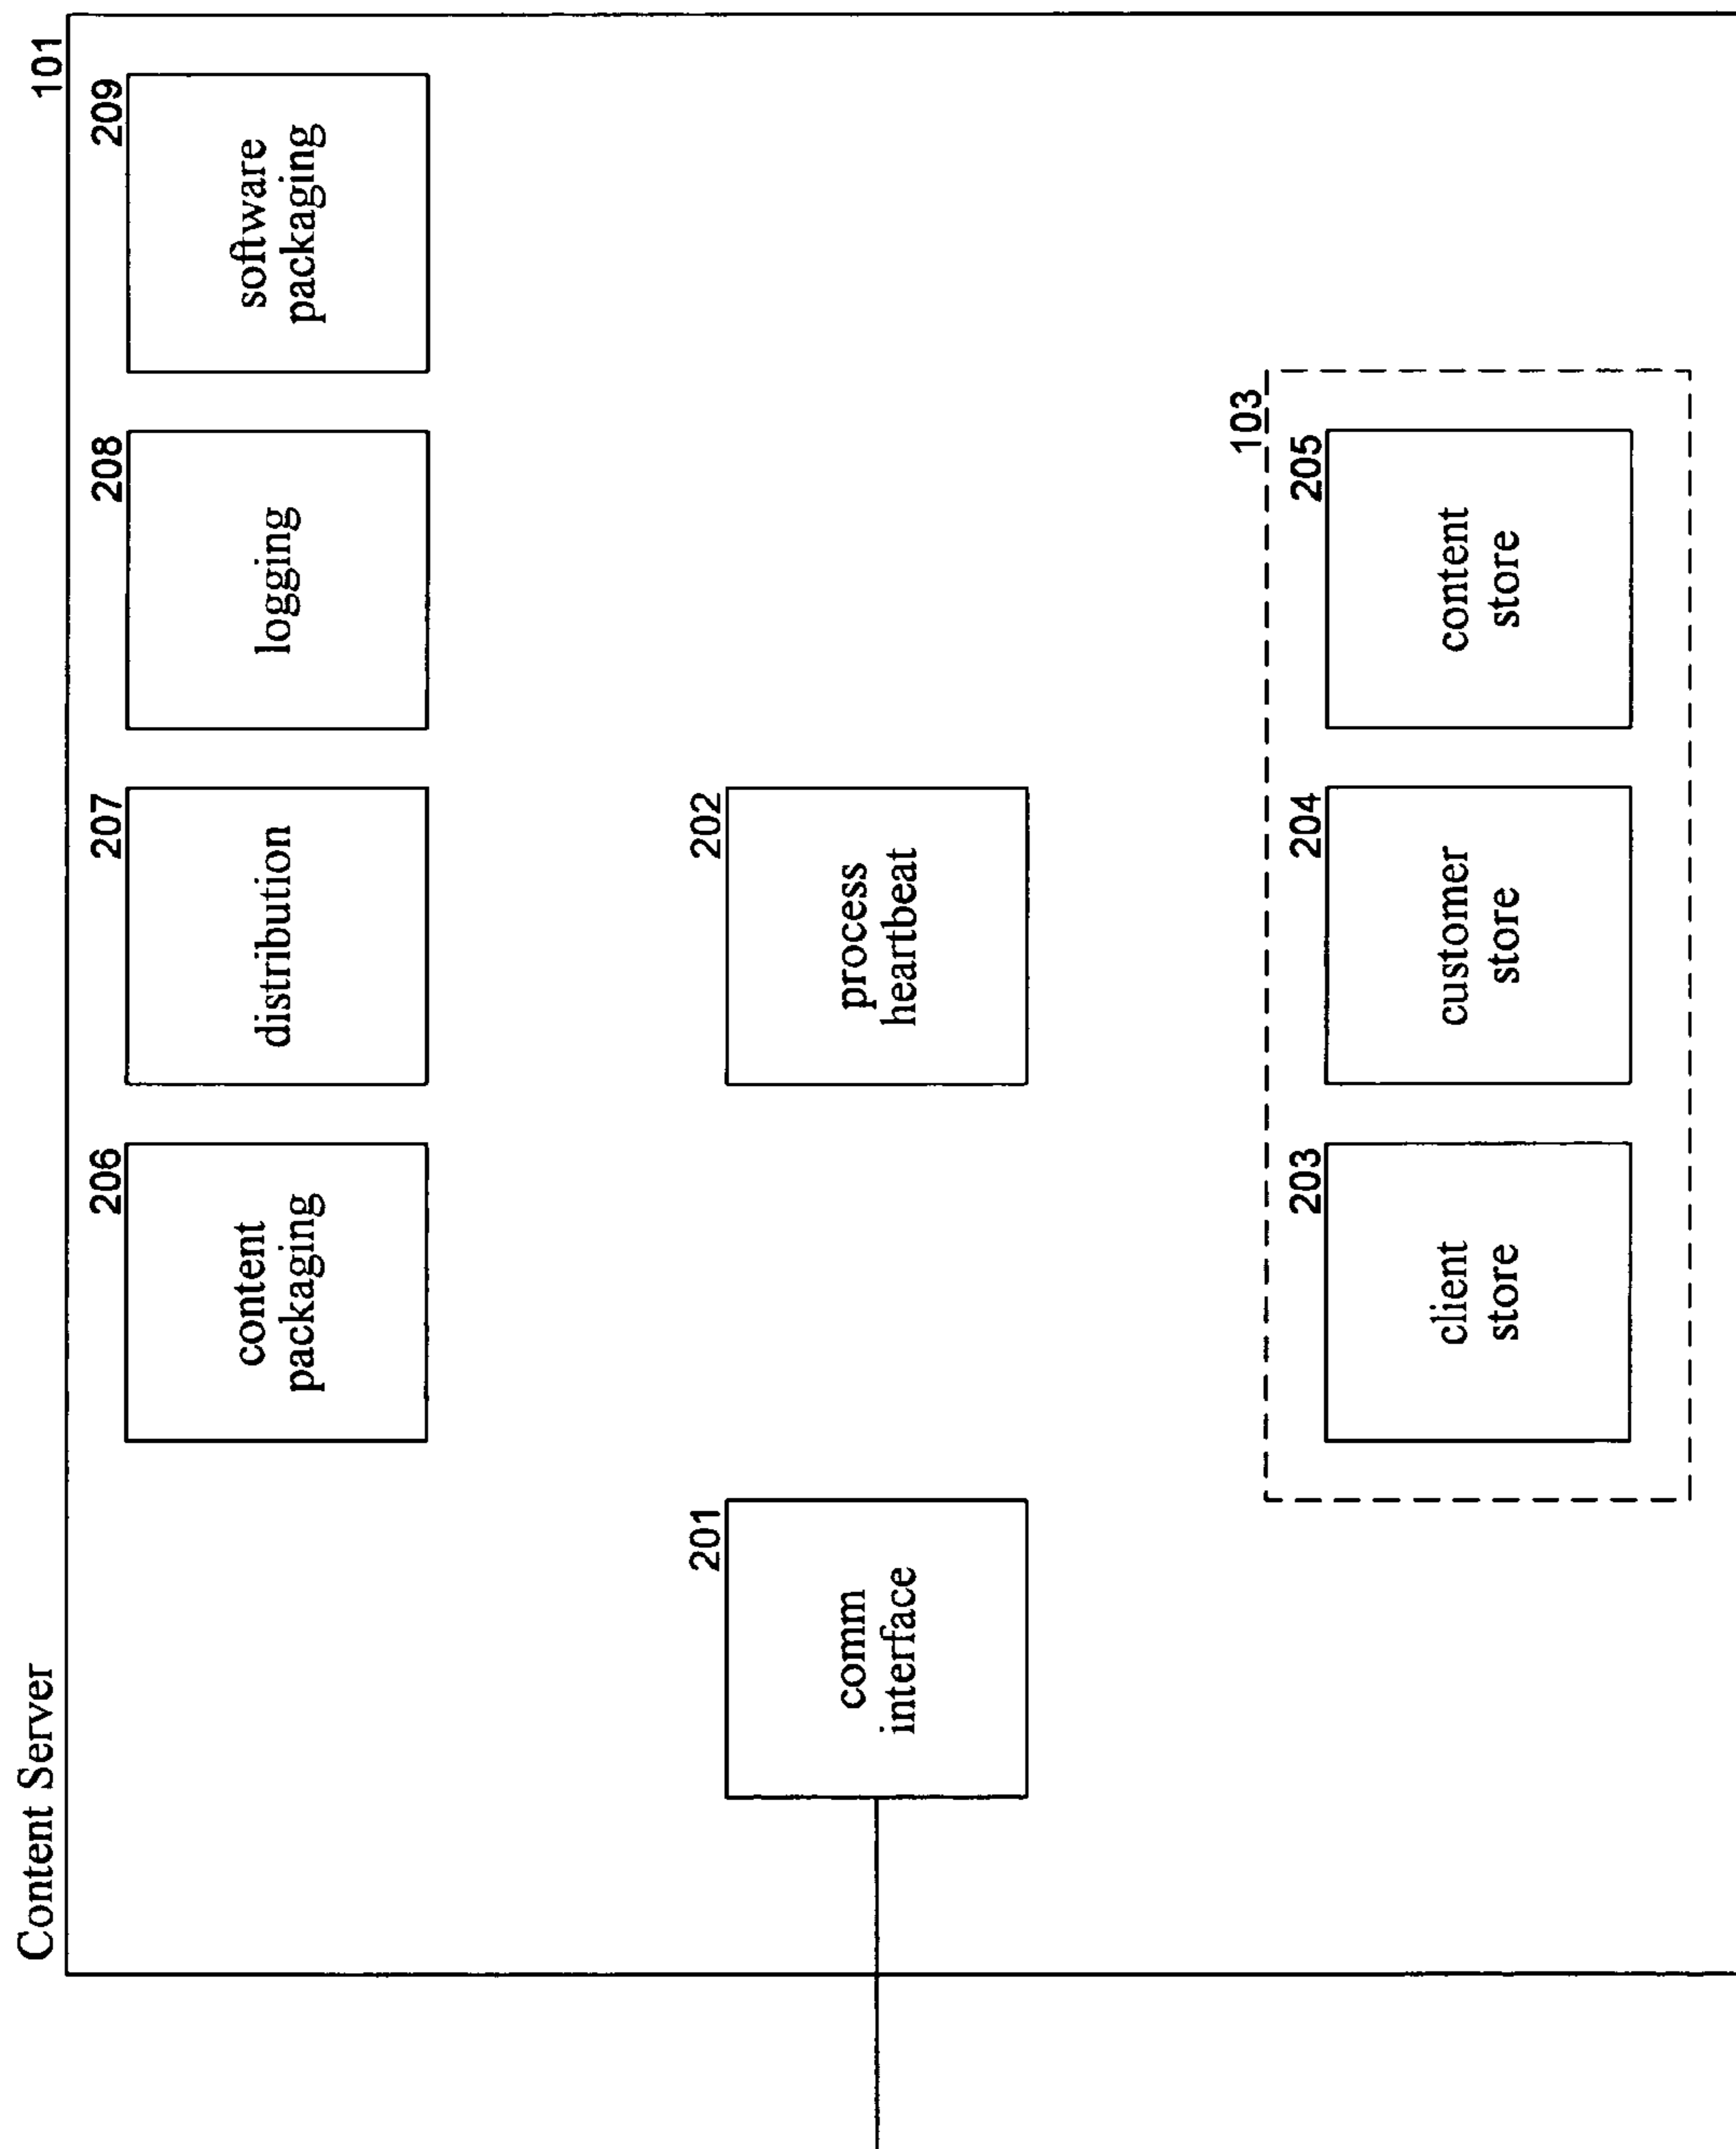 Content Server
101
206
207
208
209
content
packaging
distribution
logging
software
packaging
201
202
comm
interface
process
heartbeat
103
203
204
205
client
store
customer
store
content
store